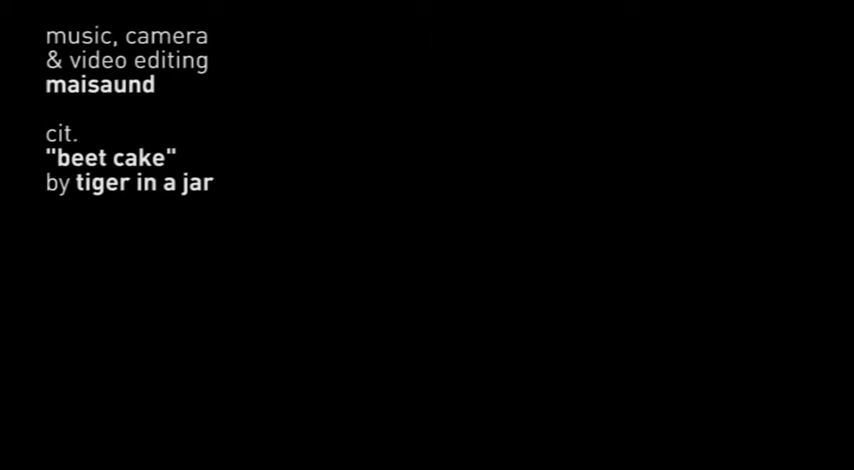 music, camera
& video editing
maisaund
cit.
"beet cake"
by tiger in a jar